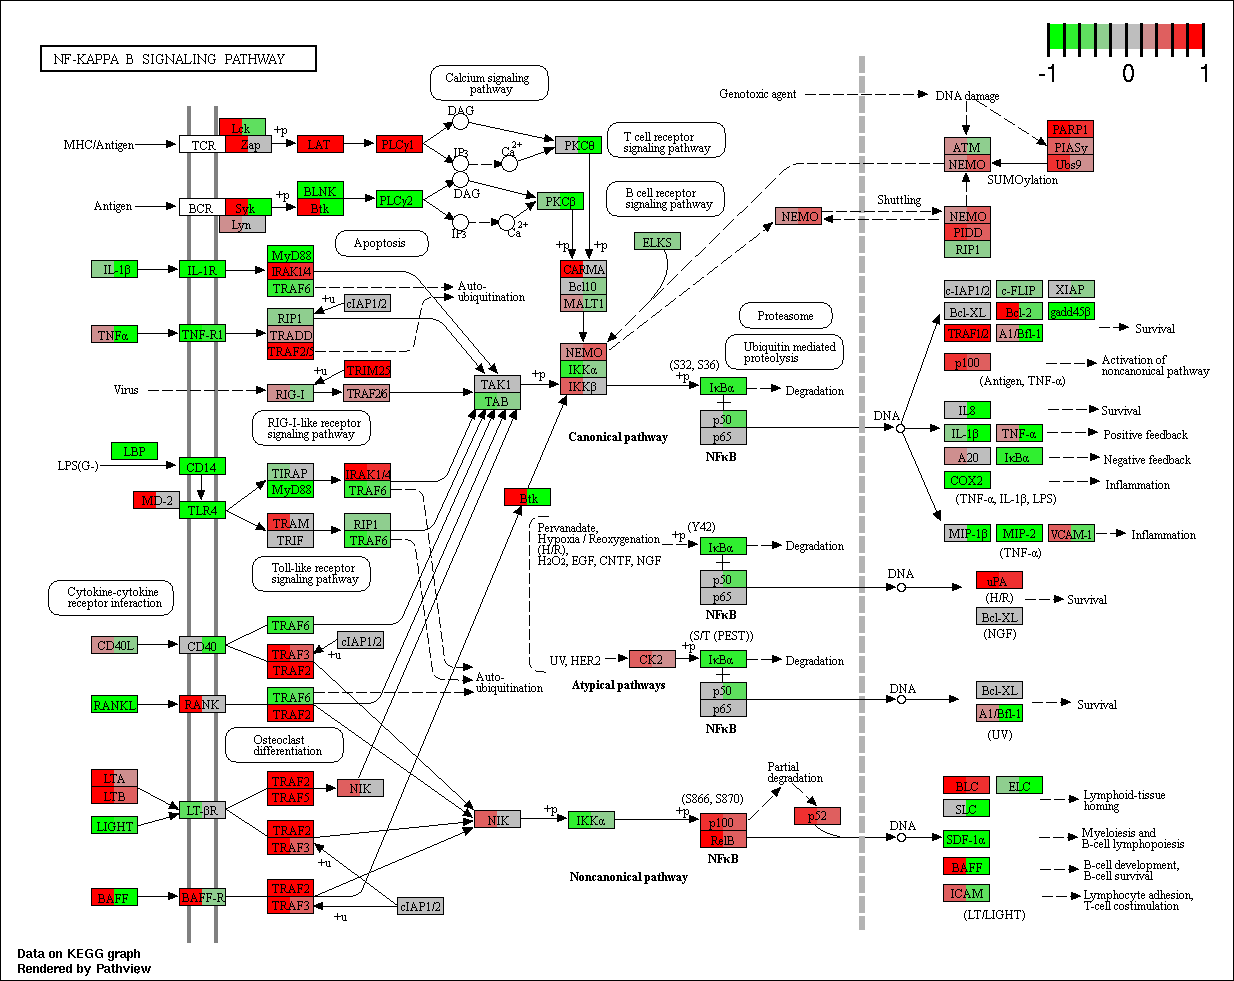 NF-KAPPA B SIGNALING PATHWAY
-1 0 1
Calcium signaling
pathway
Genotoxic agent
DNA damage
MHC/Antigen
TCR
Lck
Zap
+p
LAT
PLCγ1
DAG
IP3
Ca2+
PKCθ
T cell receptor
signaling pathway
ATM
NEMO
PARP1
PIASy
Ubs9
SUMOylation
Antigen
BCR
Syk
Lyn
+p
BLNK
Btk
PLCγ2
DAG
IP3
Ca2+
PKCβ
B cell receptor
signaling pathway
NEMO
Shuttling
NEMO
PIDD
RIP1
Apoptosis
+p
+p
ELKS
IL-1β
IL-1R
MyD88
IRAK1/4
TRAF6
Auto-
ubiquitination
CARMA
Bcl10
MALT1
TNFα
TNF-R1
RIP1
TRADD
TRAF2/5
+u
cIAP1/2
Proteasome
Ubiquitin mediated
proteolysis
c-IAP1/2
c-FLIP
XIAP
Bcl-XL
Bcl-2
gadd45β
TRAF1/2
A1/Bfl-1
Survival
p100
Activation of
noncanonical pathway
(Antigen, TNF-α)
NEMO
IKKα
IKKβ
Virus
RIG-I
+u
TRIM25
TRAF2/6
TAK1
TAB
+p
(S32, S36)
+p
IκBα
Degradation
p50
p65
NFκB
Canonical pathway
DNA
RIG-I-like receptor
signaling pathway
IL8
Survival
IL-1β
TNF-α
Positive feedback
A20
IκBα
Negative feedback
COX2
Inflammation
(TNF-α, IL-1β, LPS)
MIP-1β
MIP-2
VCAM-1
Inflammation
(TNF-α)
LPS(G-)
LBP
CD14
MD-2
TLR4
TIRAP
MyD88
IRAK1/4
TRAF6
TRAM
TRIF
RIP1
TRAF6
Toll-like receptor
signaling pathway
Btk
Pervanadate,
Hypoxia / Reoxygenation
(H/R),
H2O2, EGF, CNTF, NGF
(Y42)
+p
IκBα
Degradation
p50
p65
NFκB
DNA
uPA
(H/R)
Bcl-XL
(NGF)
Survival
Cytokine-cytokine
receptor interaction
CD40L
CD40
TRAF6
TRAF3
TRAF2
+u
cIAP1/2
UV, HER2
CK2
+p
(S/T (PEST))
IκBα
Degradation
Atypical pathways
p50
p65
NFκB
DNA
Bcl-XL
A1/Bfl-1
(UV)
Survival
RANKL
RANK
TRAF6
TRAF2
Auto-
ubiquitination
Osteoclast
differentiation
LTA
LTB
LIGHT
LT-βR
TRAF2
TRAF5
NIK
TRAF2
TRAF3
+u
NIK
+p
IKKα
(S866, S870)
+p
p100
RelB
NFκB
Partial
degradation
p52
DNA
BLC
ELC
SLC
Lymphoid-tissue
homing
SDF-1α
Myeloiesis and
B-cell lymphopoiesis
BAFF
B-cell development,
B-cell survival
ICAM
Lymphocyte adhesion,
T-cell costimulation
(LT/LIGHT)
Noncanonical pathway
BAFF
BAFF-R
TRAF2
TRAF3
+u
cIAP1/2
Data on KEGG graph
Rendered by Pathview